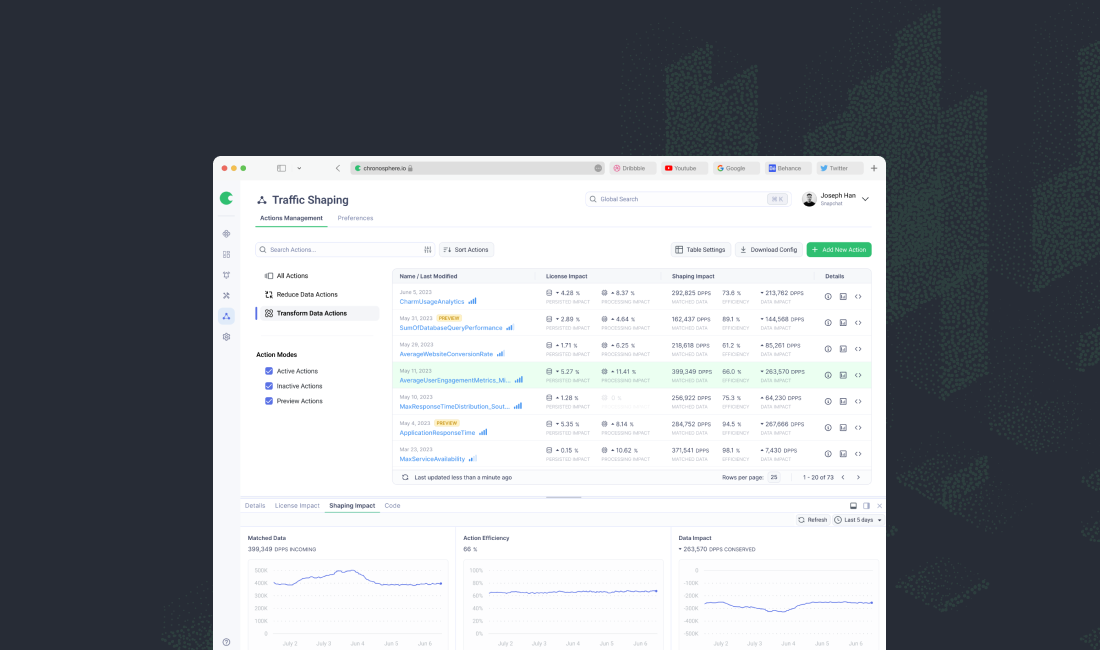 chronosphere.io
Dribbble
Youtube
Google
Behance
Twitter
Traffic Shaping
Global Search
⌘ K
Joseph Han
Snapchat
Actions Management
Preferences
Search Actions...
Sort Actions
Table Settings
Download Config
Add New Action
All Actions
Reduce Data Actions
Transform Data Actions
Action Modes
Active Actions
Inactive Actions
Preview Actions
Name / Last Modified
License Impact
Shaping Impact
Details
June 5, 2023
CharmUsageAnalytics
4.28 %
PERSISTED IMPACT
8.37 %
PROCESSING IMPACT
292,825 DPPS
MATCHED DATA
73.6 %
EFFICIENCY
213,762 DPPS
DATA IMPACT
May 31, 2023 PREVIEW
SumOfDatabaseQueryPerformance
2.89 %
PERSISTED IMPACT
4.64 %
PROCESSING IMPACT
162,437 DPPS
MATCHED DATA
89.1 %
EFFICIENCY
144,568 DPPS
DATA IMPACT
May 29, 2023
AverageWebsiteConversionRate
1.71 %
PERSISTED IMPACT
6.25 %
PROCESSING IMPACT
218,618 DPPS
MATCHED DATA
61.2 %
EFFICIENCY
85,261 DPPS
DATA IMPACT
May 11, 2023
AverageUserEngagementMetrics_Mi...
5.27 %
PERSISTED IMPACT
11.41 %
PROCESSING IMPACT
399,349 DPPS
MATCHED DATA
66.0 %
EFFICIENCY
263,570 DPPS
DATA IMPACT
May 10, 2023
MaxResponseTimeDistribution_Sout...
1.28 %
PERSISTED IMPACT
256,922 DPPS
MATCHED DATA
75.3 %
EFFICIENCY
64,230 DPPS
DATA IMPACT
May 4, 2023 PREVIEW
ApplicationResponseTime
5.35 %
PERSISTED IMPACT
8.14 %
PROCESSING IMPACT
284,752 DPPS
MATCHED DATA
94.5 %
EFFICIENCY
267,666 DPPS
DATA IMPACT
Mar 23, 2023
MaxServiceAvailability
0.15 %
PERSISTED IMPACT
10.62 %
PROCESSING IMPACT
371,541 DPPS
MATCHED DATA
98.1 %
EFFICIENCY
7,430 DPPS
DATA IMPACT
Last updated less than a minute ago
Rows per page: 25
1 - 20 of 73
Details
License Impact
Shaping Impact
Code
Refresh
Last 5 days
Matched Data
399,349 DPPS INCOMING
500K
400K
300K
200K
100K
0
July 2
July 3
Jun 4
Jun 5
Jun 6
Action Efficiency
66 %
100%
80%
60%
40%
20%
0%
July 2
July 3
Jun 4
Jun 5
Jun 6
Data Impact
263,570 DPPS CONSERVED
0
-100K
-200K
-300K
-400K
-500K
July 2
July 3
Jun 4
Jun 5
Jun 6